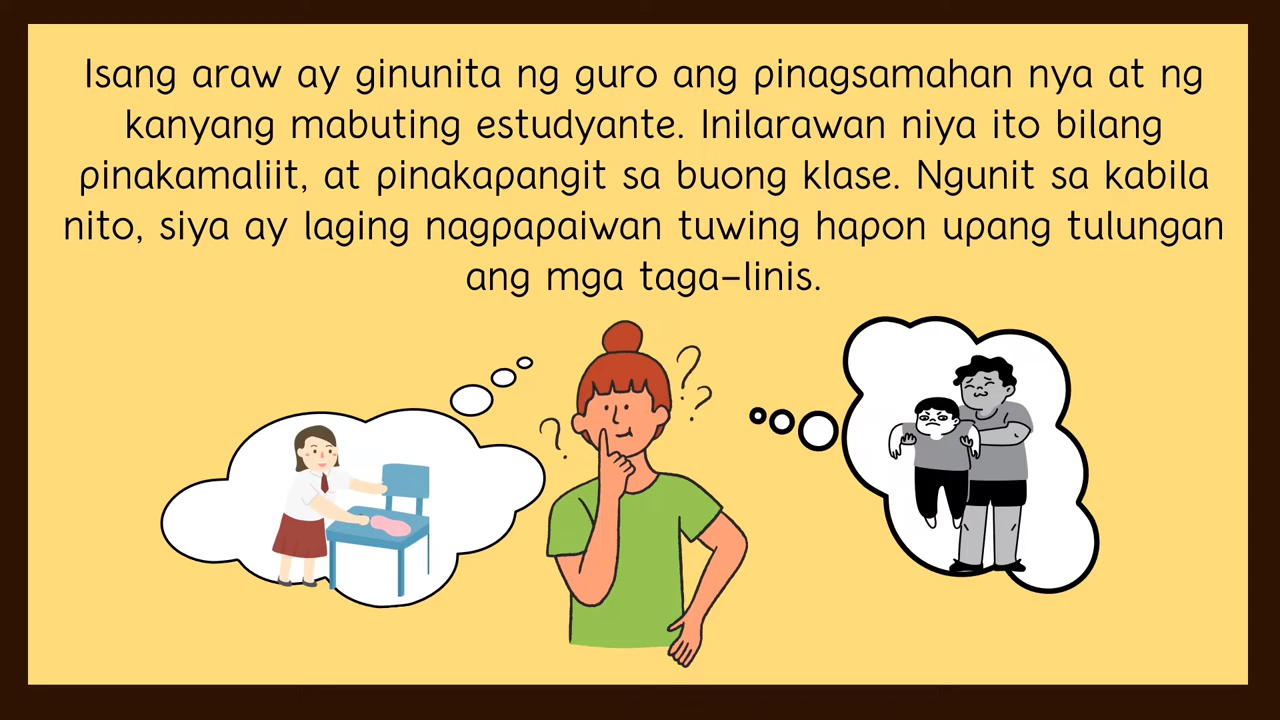 Isang araw ay ginunita ng guro ang pinagsamahan nya at ng
kanyang mabuting estudyante. Inilarawan niya ito bilang
pinakamaliit, at pinakapangit sa buong klase. Ngunit sa kabila
nito, siya ay laging nagpapaiwan tuwing hapon upang tulungan
ang mga taga-linis.
? ?
?